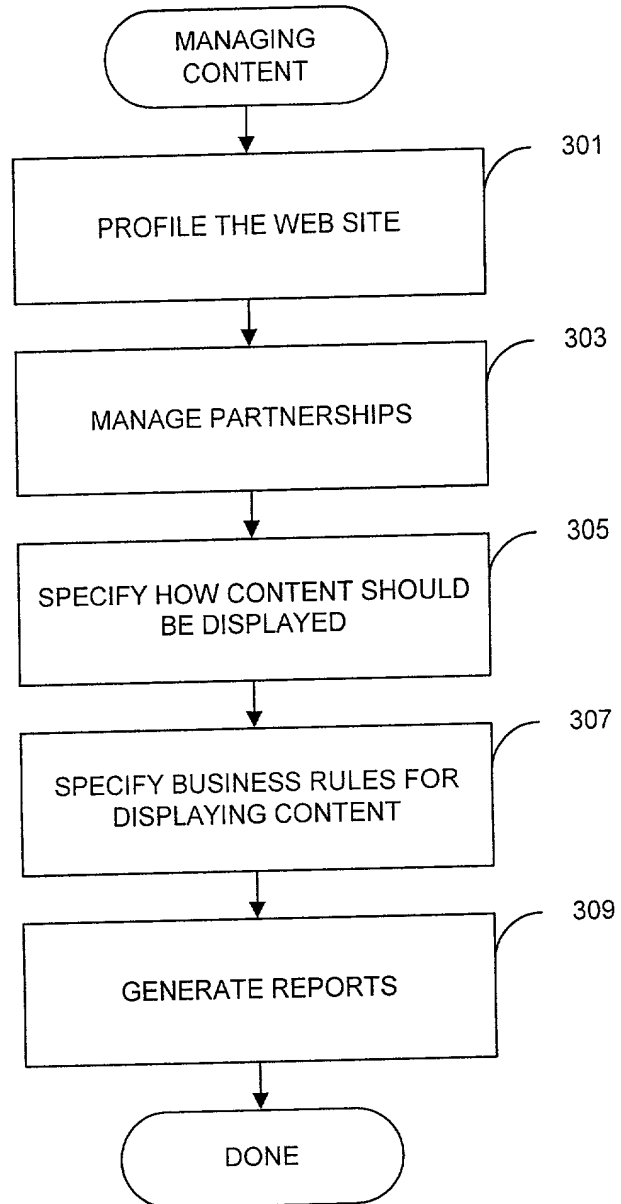 MANAGING
CONTENT
301
PROFILE THE WEB SITE
303
MANAGE PARTNERSHIPS
305
SPECIFY HOW CONTENT SHOULD
BE DISPLAYED
307
SPECIFY BUSINESS RULES FOR
DISPLAYING CONTENT
309
GENERATE REPORTS
DONE